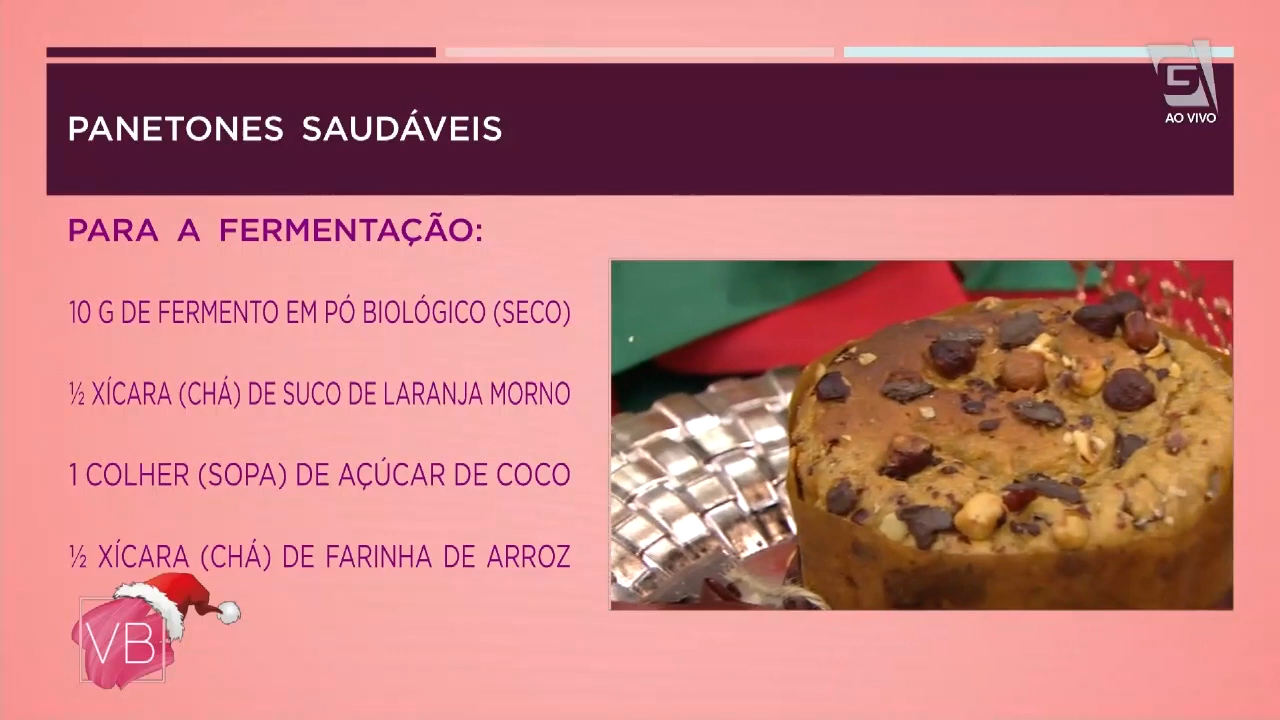 PANETONES SAUDÁVEIS
AO VIVO
PARA A FERMENTAÇÃO:
10 G DE FERMENTO EM PÓ BIOLÓGICO (SECO)
½ XÍCARA (CHÁ) DE SUCO DE LARANJA MORNO
1 COLHER (SOPA) DE AÇÚCAR DE COCO
½ XÍCARA (CHÁ) DE FARINHA DE ARROZ
VB